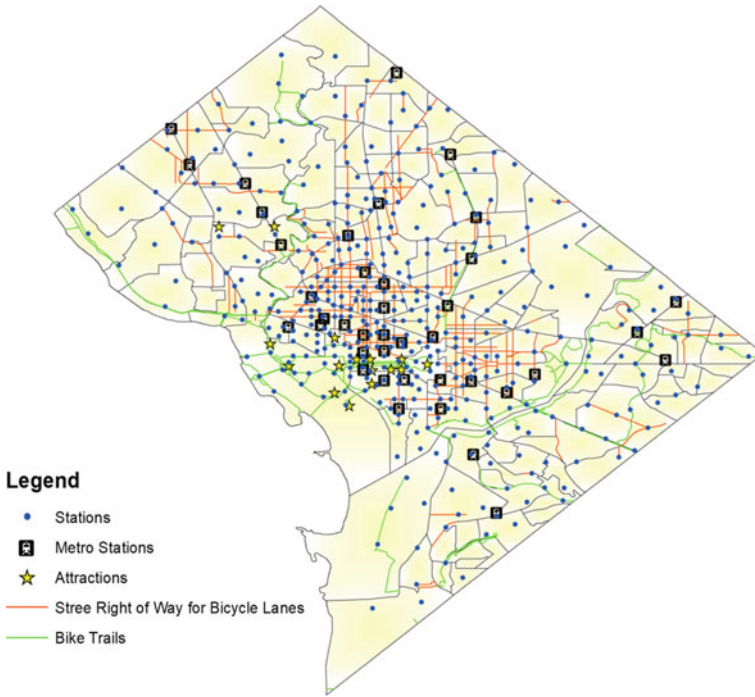 Legend
Stations
Metro Stations
Attractions
Stree Right of Way for Bicycle Lanes
Bike Trails